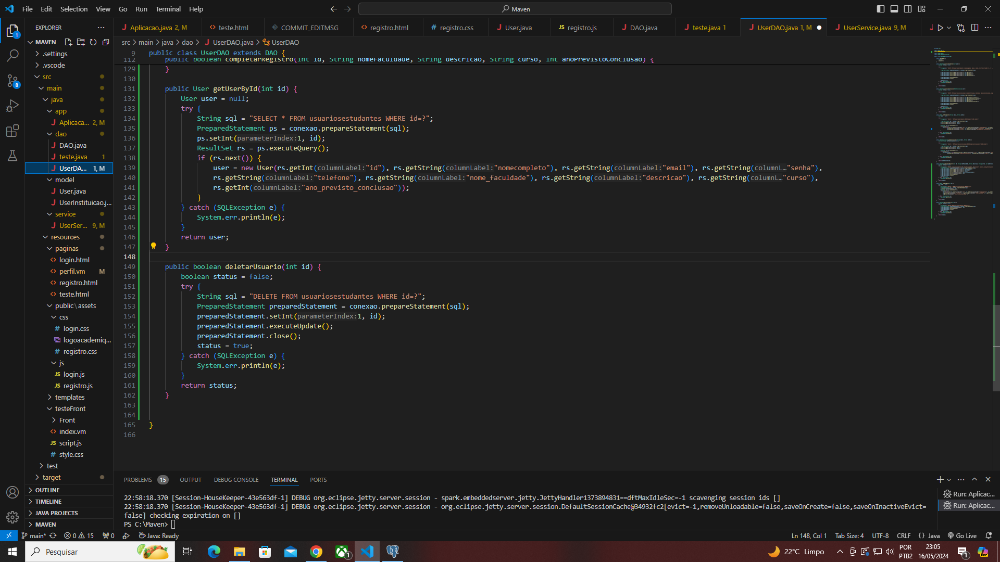 File Edit Selection View Go Run Terminal Help
Maven
EXPLORER
Aplicacao.java 2, M
teste.html
COMMIT_EDITMSG
registro.html
registro.css
User.java
registro.js
DAO.java
teste.java 1
UserDAO.java 1, M
UserService.java 9, M
src > main > java > dao > UserDAO.java > UserDAO
MAVEN
.settings
.vscode
src
main
java
app
Aplicaca... 2, M
dao
DAO.java
teste.java 1
UserDA... 1, M
model
User.java
UserInstituicao.j...
service
UserSer... 9, M
resources
paginas
login.html
perfil.vm M
registro.html
teste.html
public\assets
css
login.css
logoacademiq...
registro.css
js
login.js
registro.js
templates
testeFront
Front
index.vm
script.js
style.css
test
target
OUTLINE
TIMELINE
JAVA PROJECTS
MAVEN
1
8
9 public class UserDAO extends DAO {
112 public boolean completarRegistro(int id, String nomeFaculdade, String descricao, String curso, int anoPrevistoConclusao) {
129 }
130
131 public User getUserById(int id) {
132 User user = null;
133 try {
134 String sql = "SELECT * FROM usuariosestudantes WHERE id=?";
135 PreparedStatement ps = conexao.prepareStatement(sql);
136 ps.setInt(parameterIndex:1, id);
137 ResultSet rs = ps.executeQuery();
138 if (rs.next()) {
139 user = new User(rs.getInt(columnLabel:"id"), rs.getString(columnLabel:"nomecompleto"), rs.getString(columnLabel:"email"), rs.getString(columnL…"senha"),
140 rs.getString(columnLabel:"telefone"), rs.getString(columnLabel:"nome_faculdade"), rs.getString(columnLabel:"descricao"), rs.getString(columnL…"curso"),
141 rs.getInt(columnLabel:"ano_previsto_conclusao"));
142 }
143 } catch (SQLException e) {
144 System.err.println(e);
145 }
146 return user;
147 }
148
149 public boolean deletarUsuario(int id) {
150 boolean status = false;
151 try {
152 String sql = "DELETE FROM usuariosestudantes WHERE id=?";
153 PreparedStatement preparedStatement = conexao.prepareStatement(sql);
154 preparedStatement.setInt(parameterIndex:1, id);
155 preparedStatement.executeUpdate();
156 preparedStatement.close();
157 status = true;
158 } catch (SQLException e) {
159 System.err.println(e);
160 }
161 return status;
162 }
163
164
165 }
166
PROBLEMS 15 OUTPUT DEBUG CONSOLE TERMINAL PORTS
22:58:18.370 [Session-HouseKeeper-43e563df-1] DEBUG org.eclipse.jetty.server.session - spark.embeddedserver.jetty.JettyHandler1373894831==dftMaxIdleSec=-1 scavenging session ids []
22:58:18.373 [Session-HouseKeeper-43e563df-1] DEBUG org.eclipse.jetty.server.session - org.eclipse.jetty.server.session.DefaultSessionCache@34932fc2[evict=-1,removeUnloadable=false,saveOnCreate=false,saveOnInactiveEvict=
false] checking expiration on []
PS C:\Maven>
Run: Aplicac...
Run: Aplicac...
main* 0 15 0 Java: Ready
Ln 148, Col 1 Tab Size: 4 UTF-8 CRLF {} Java Go Live
Pesquisar
1
22°C Limpo
POR
PTB2
23:05
16/05/2024
1
PRE